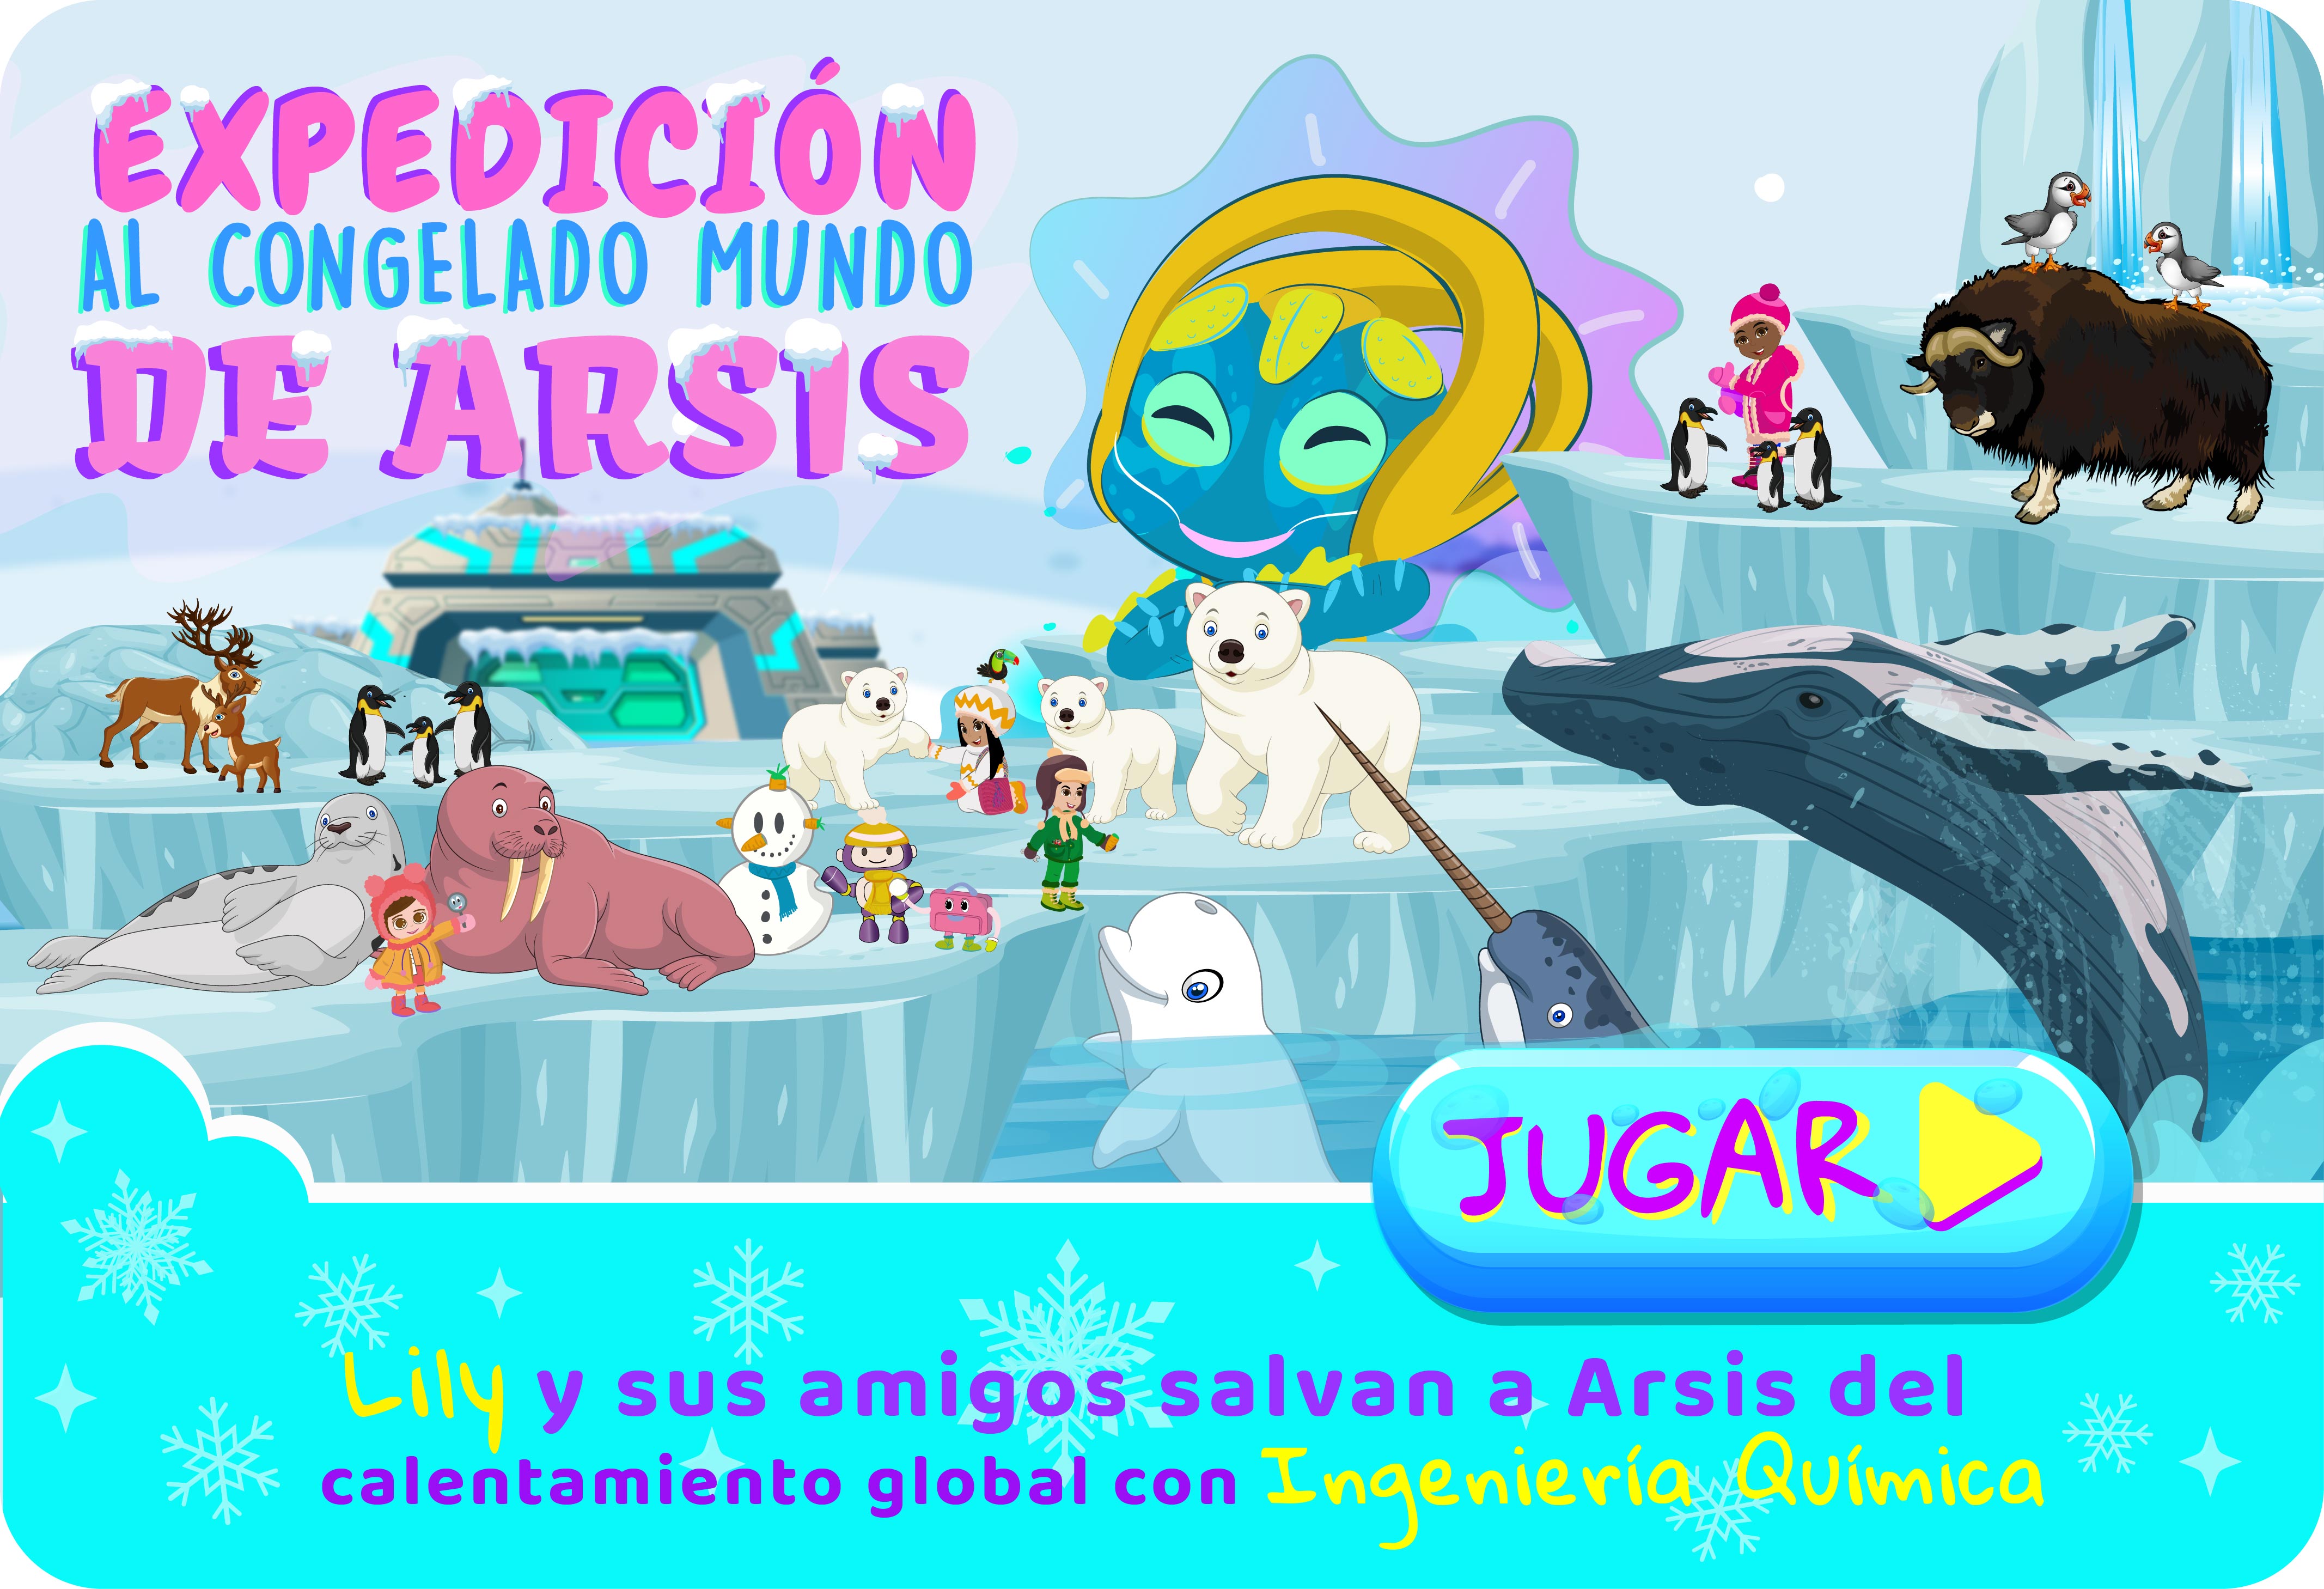 EXPEDICIÓN
AL CONGELADO MUNDO
DE ARSIS
JUGAR
Lily y sus amigos salvan a Arsis del
calentamiento global con Ingeniería Química